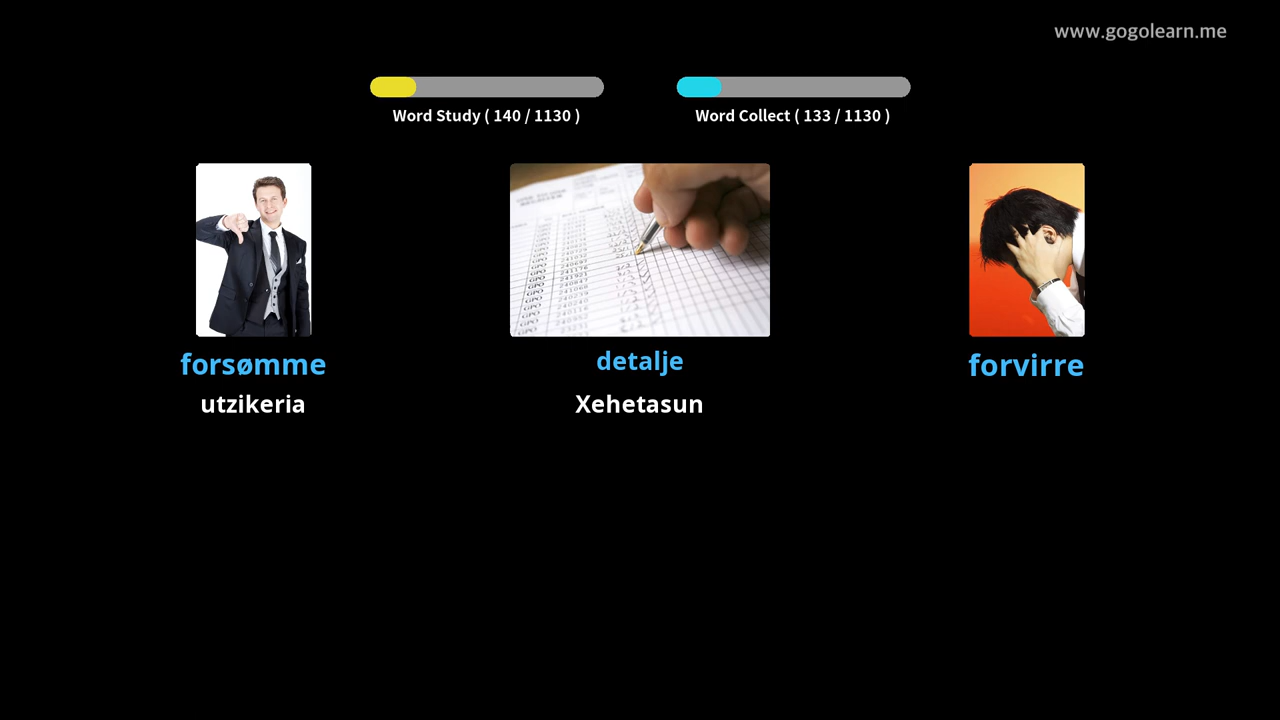 www.gogolearn.me
Word Study ( 140 / 1130 )
Word Collect ( 133 / 1130 )
forsømme
utzikeria
detalje
Xehetasun
forvirre